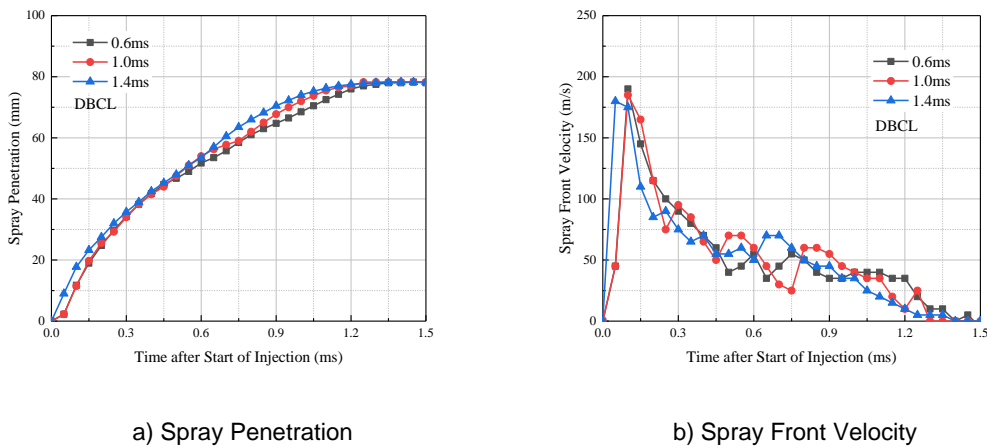 100
80
60
40
20
0
0.0 0.3 0.6 0.9 1.2 1.5
Spray Penetration (mm)
Time after Start of Injection (ms)
0.6ms
1.0ms
1.4ms
DBCL
250
200
150
100
50
0
0.0 0.3 0.6 0.9 1.2 1.5
Spray Front Velocity (m/s)
Time after Start of Injection (ms)
0.6ms
1.0ms
1.4ms
DBCL
a) Spray Penetration
b) Spray Front Velocity